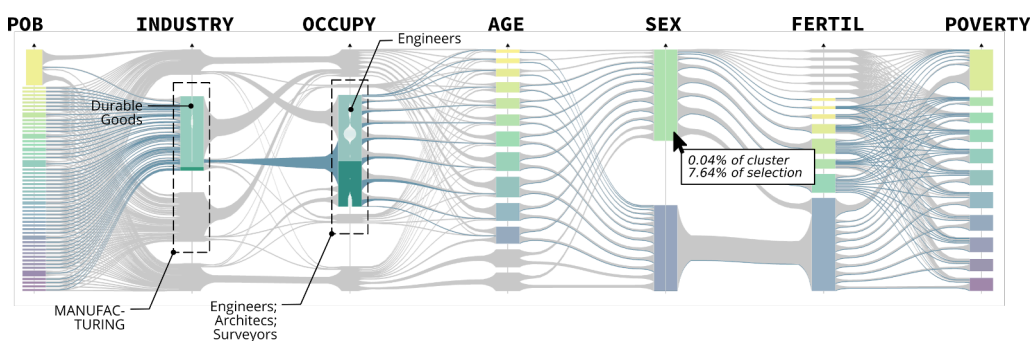 POB INDUSTRY OCCUPY AGE SEX FERTIL POVERTY
Engineers
Durable
Goods
0.04% of cluster
7.64% of selection
MANUFAC-
TURING
Engineers;
Architecs;
Surveyors